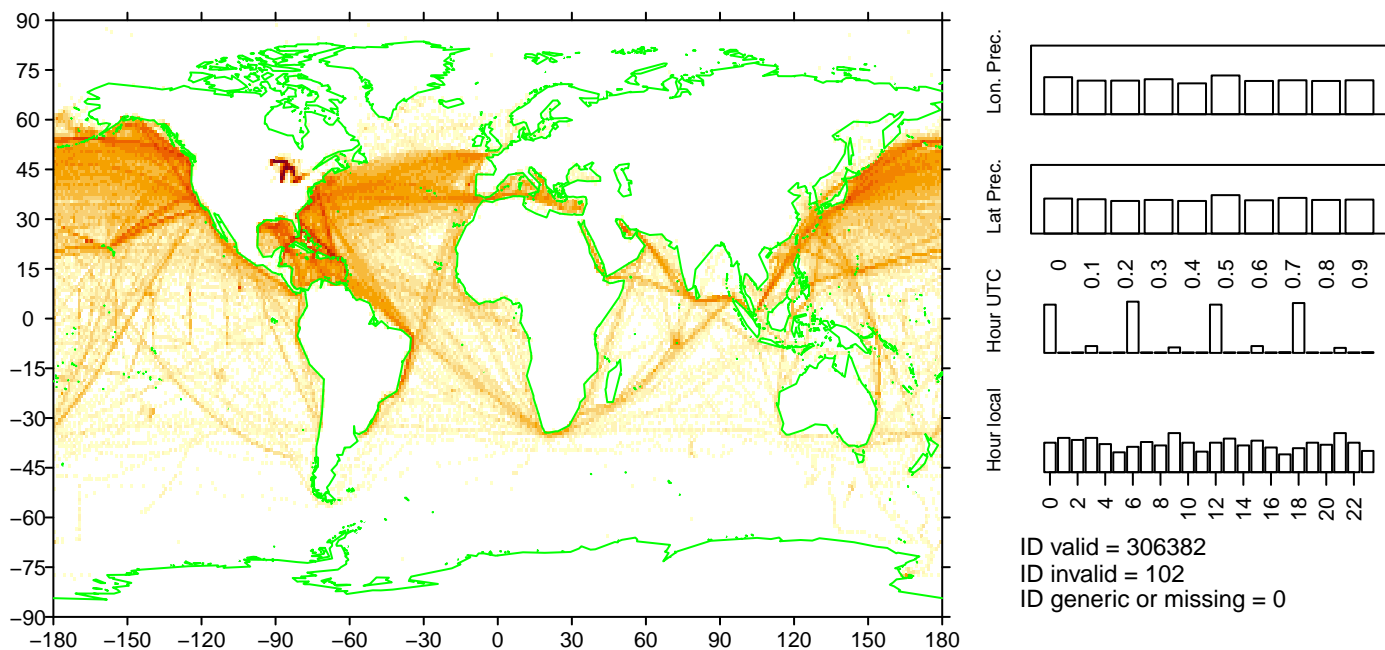 90
75
60
45
30
15
0
−15
−30
−45
−60
−75
−90
−180 −150 −120 −90 −60 −30 0 30 60 90 120 150 180
Lon. Prec.
Lat Prec.
0 0.1 0.2 0.3 0.4 0.5 0.6 0.7 0.8 0.9
Hour UTC
Hour local
0 2 4 6 8 10 12 14 16 18 20 22
ID valid = 306382
ID invalid = 102
ID generic or missing = 0